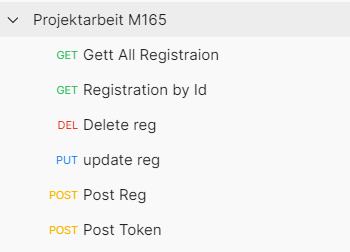 Projektarbeit M165
GET Gett All Registraion
GET Registration by Id
DEL Delete reg
PUT update reg
POST Post Reg
POST Post Token